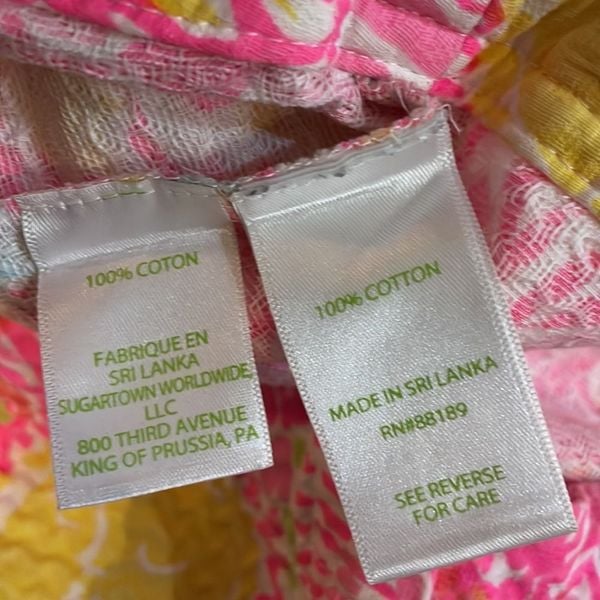 100% COTON
FABRIQUE EN
SRI LANKA
SUGARTOWN WORLDWIDE,
LLC
800 THIRD AVENUE
KING OF PRUSSIA, PA
100% COTTON
MADE IN SRI LANKA
RN#88189
SEE REVERSE
FOR CARE